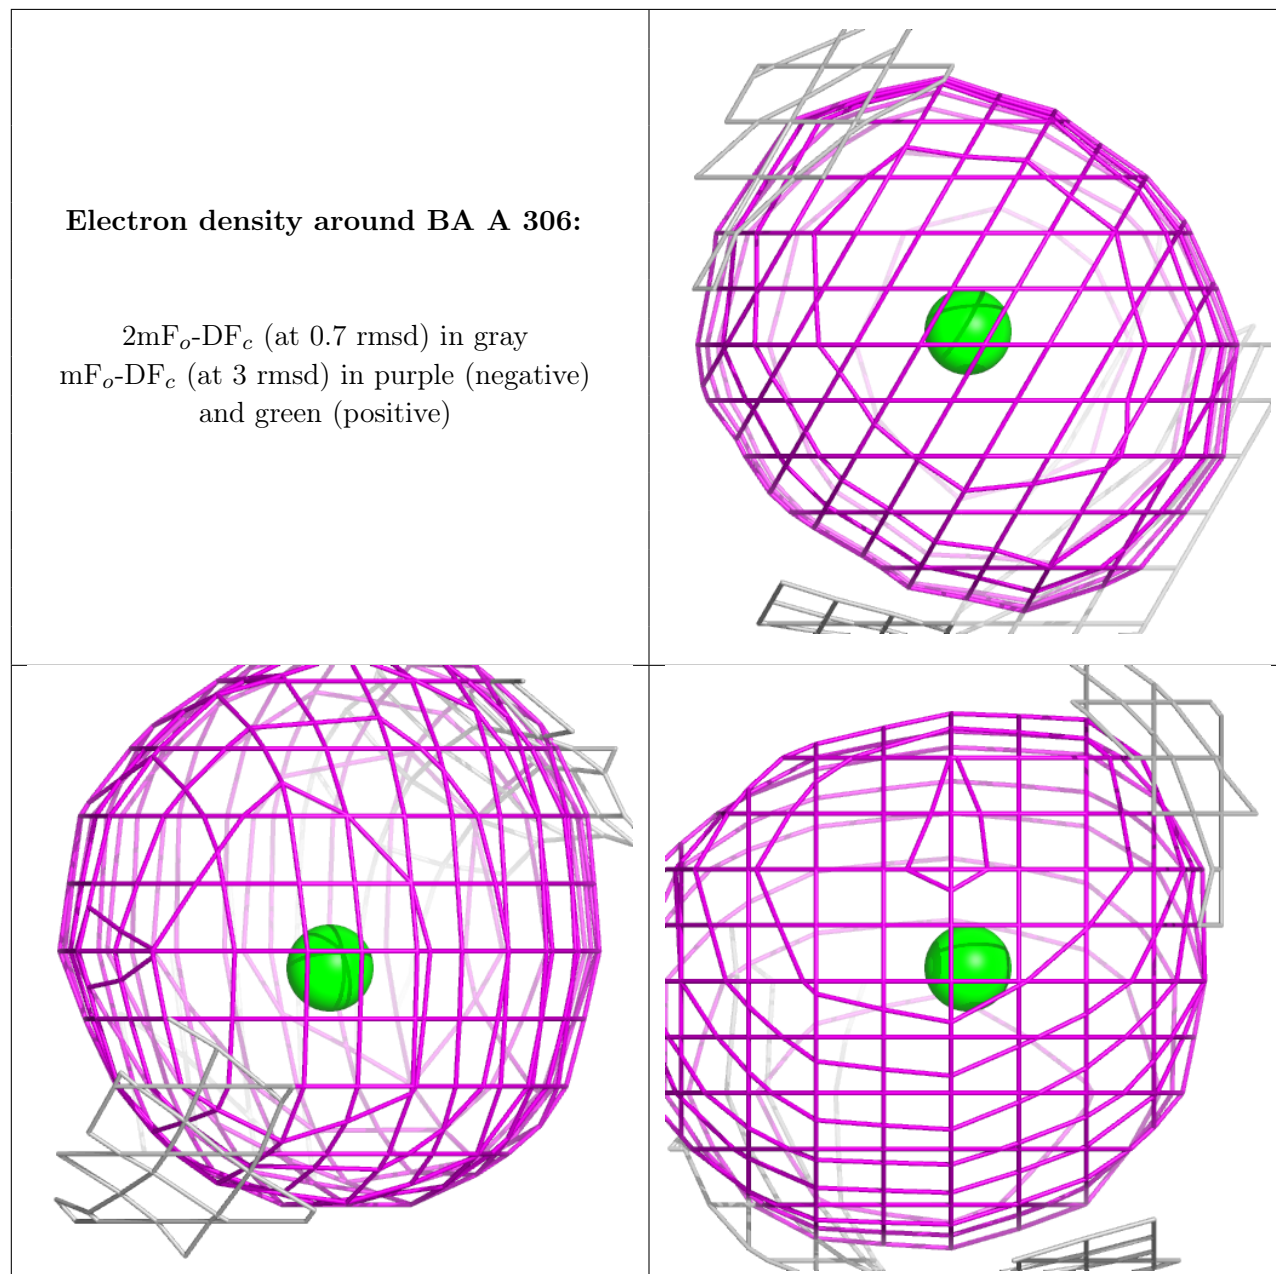 Electron density around BA A 306:
2mFo-DFc (at 0.7 rmsd) in gray
mFo-DFc (at 3 rmsd) in purple (negative)
and green (positive)